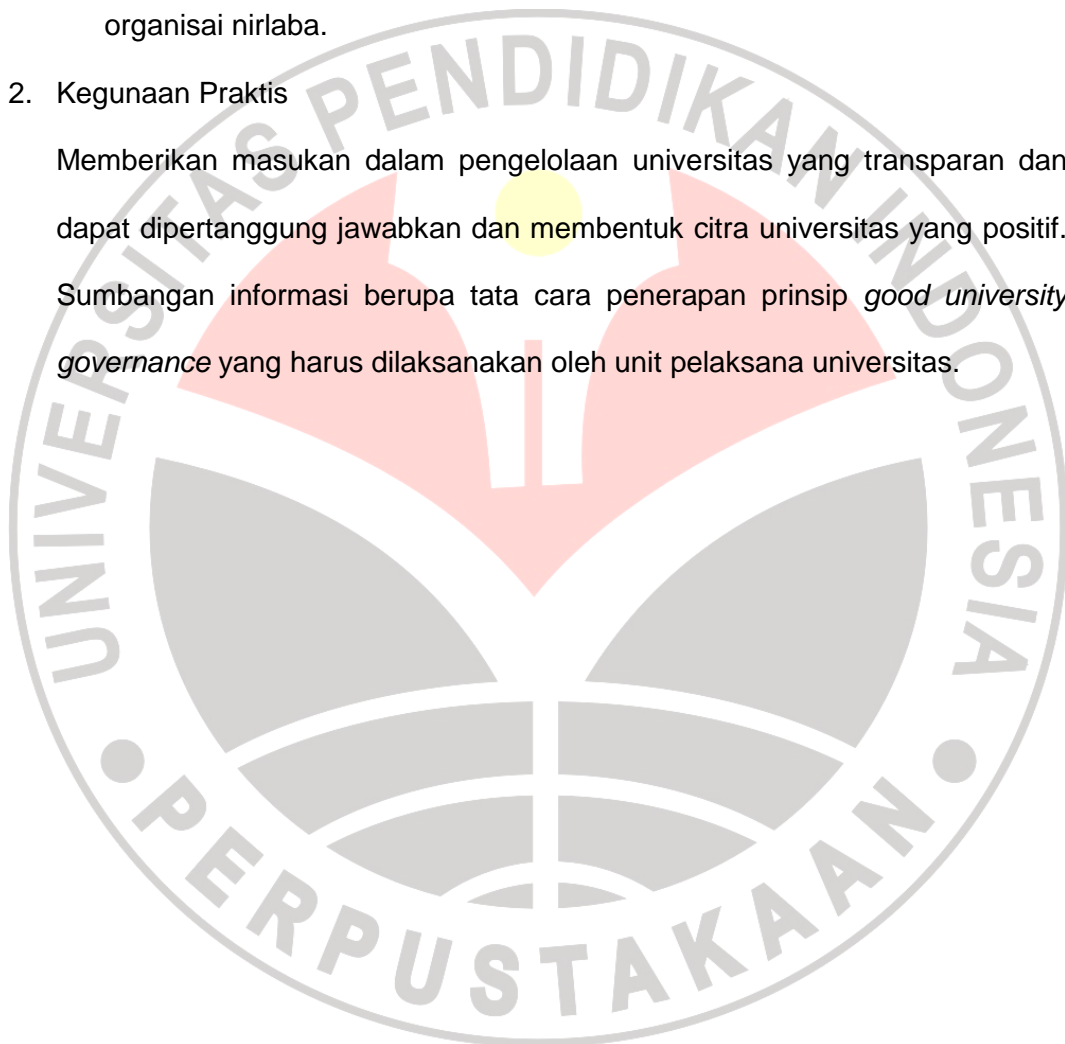 organisai nirlaba.
2. Kegunaan Praktis
Memberikan masukan dalam pengelolaan universitas yang transparan dan
dapat dipertanggung jawabkan dan membentuk citra universitas yang positif.
Sumbangan informasi berupa tata cara penerapan prinsip good university
governance yang harus dilaksanakan oleh unit pelaksana universitas.
UNIVERSITAS PENDIDIKAN INDONESIA
PERPUSTAKAAN